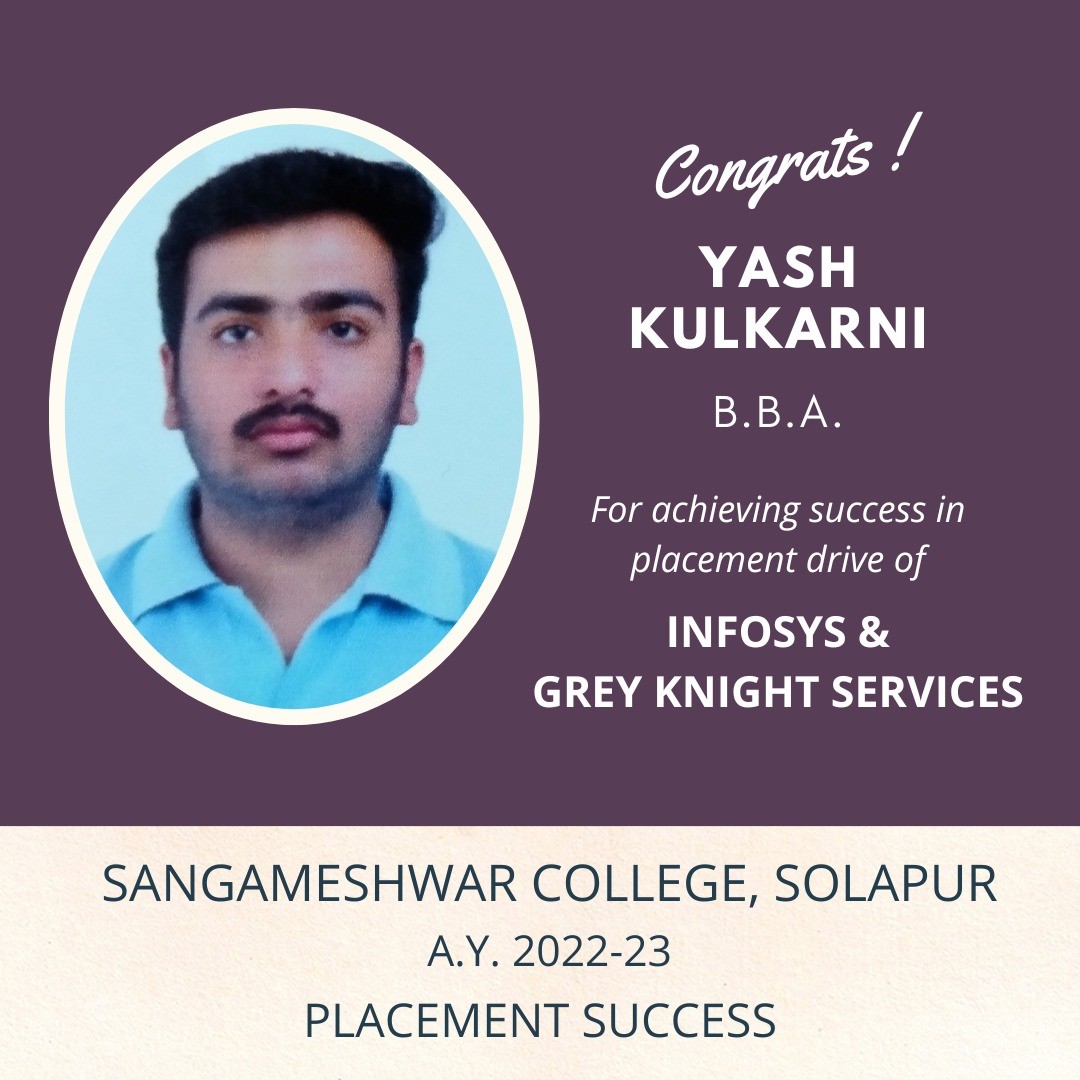 Congrats !
YASH
KULKARNI
B.B.A.
For achieving success in
placement drive of
INFOSYS &
GREY KNIGHT SERVICES
SANGAMESHWAR COLLEGE, SOLAPUR
A.Y. 2022-23
PLACEMENT SUCCESS